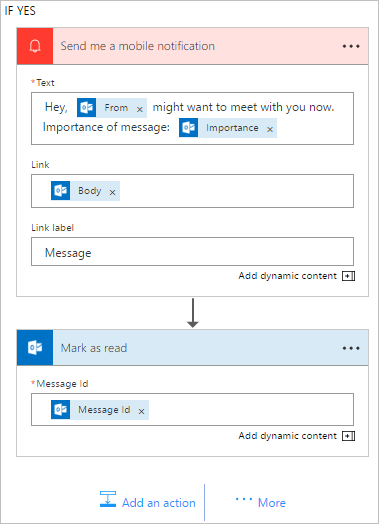 IF YES
Send me a mobile notification
*Text
Hey, From x might want to meet with you now.
Importance of message: Importance x
Link
Body x
Link label
Message
Add dynamic content
Mark as read
*Message Id
Message Id x
Add dynamic content
Add an action
More